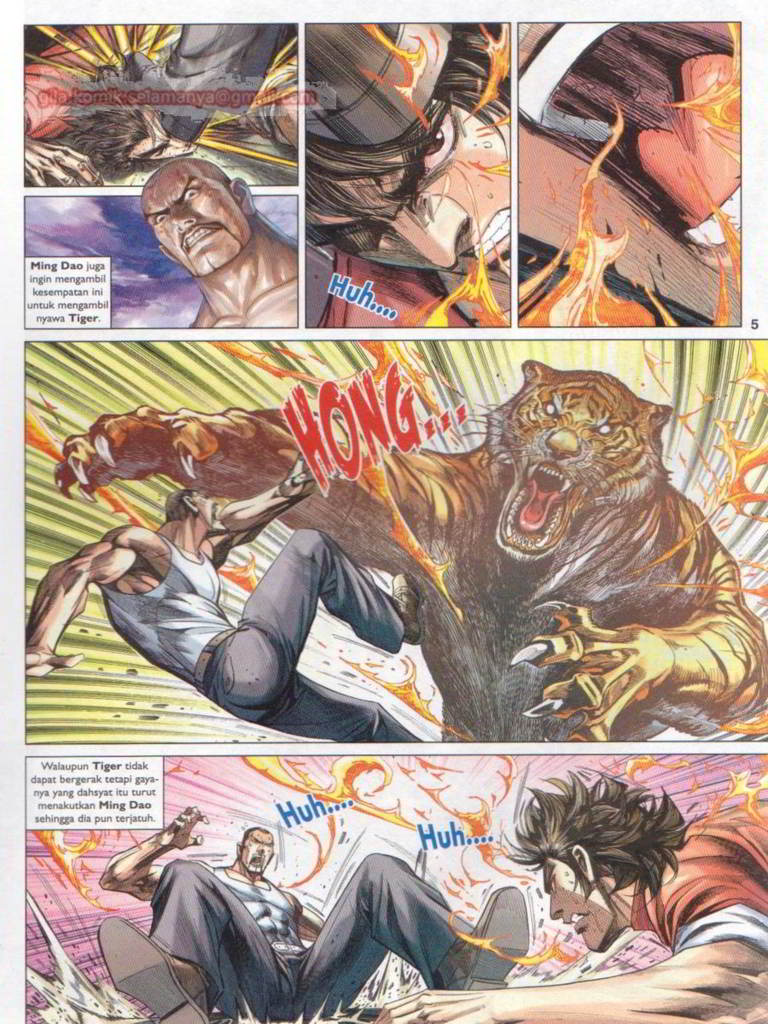 gila.komik.selamanya@gmail.com
Huh....
Ming Dao juga
ingin mengambil
kesempatan ini
untuk mengambil
nyawa Tiger.
Huh....
5
HONG...
Walaupun Tiger tidak
dapat bergerak tetapi gaya-
nya yang dahsyat itu turut
menakutkan Ming Dao
sehingga dia pun terjatuh.
Huh....
Huh....